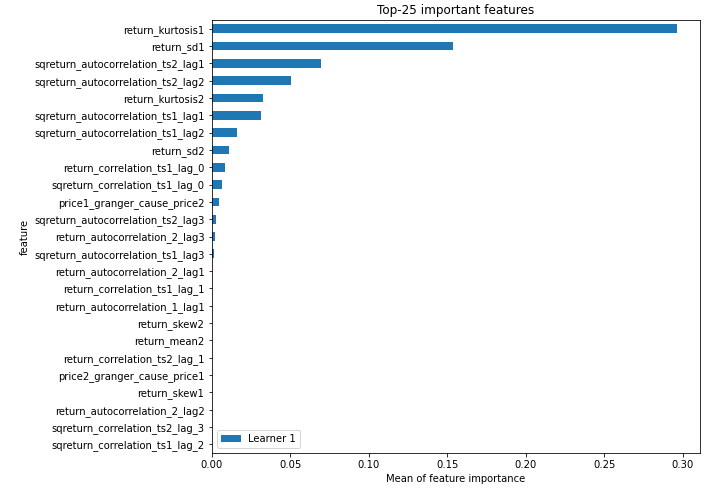 Top-25 important features
return_kurtosis1
return_sd1
sqreturn_autocorrelation_ts2_lag1
sqreturn_autocorrelation_ts2_lag2
return_kurtosis2
sqreturn_autocorrelation_ts1_lag1
sqreturn_autocorrelation_ts1_lag2
return_sd2
return_correlation_ts1_lag_0
sqreturn_correlation_ts1_lag_0
price1_granger_cause_price2
sqreturn_autocorrelation_ts2_lag3
return_autocorrelation_2_lag3
sqreturn_autocorrelation_ts1_lag3
return_autocorrelation_2_lag1
return_correlation_ts1_lag_1
return_autocorrelation_1_lag1
return_skew2
return_mean2
return_correlation_ts2_lag_1
price2_granger_cause_price1
return_skew1
return_autocorrelation_2_lag2
sqreturn_correlation_ts2_lag_3
sqreturn_correlation_ts1_lag_2
feature
Learner 1
0.00 0.05 0.10 0.15 0.20 0.25 0.30
Mean of feature importance